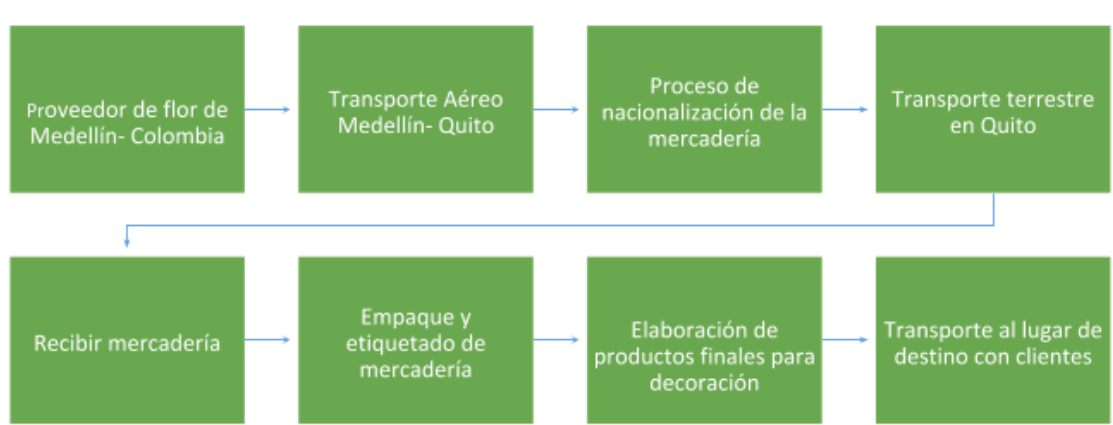 Proveedor de flor de
Medellín- Colombia
Transporte Aéreo
Medellín- Quito
Proceso de
nacionalización de la
mercadería
Transporte terrestre
en Quito
Recibir mercadería
Empaque y
etiquetado de
mercadería
Elaboración de
productos finales para
decoración
Transporte al lugar de
destino con clientes